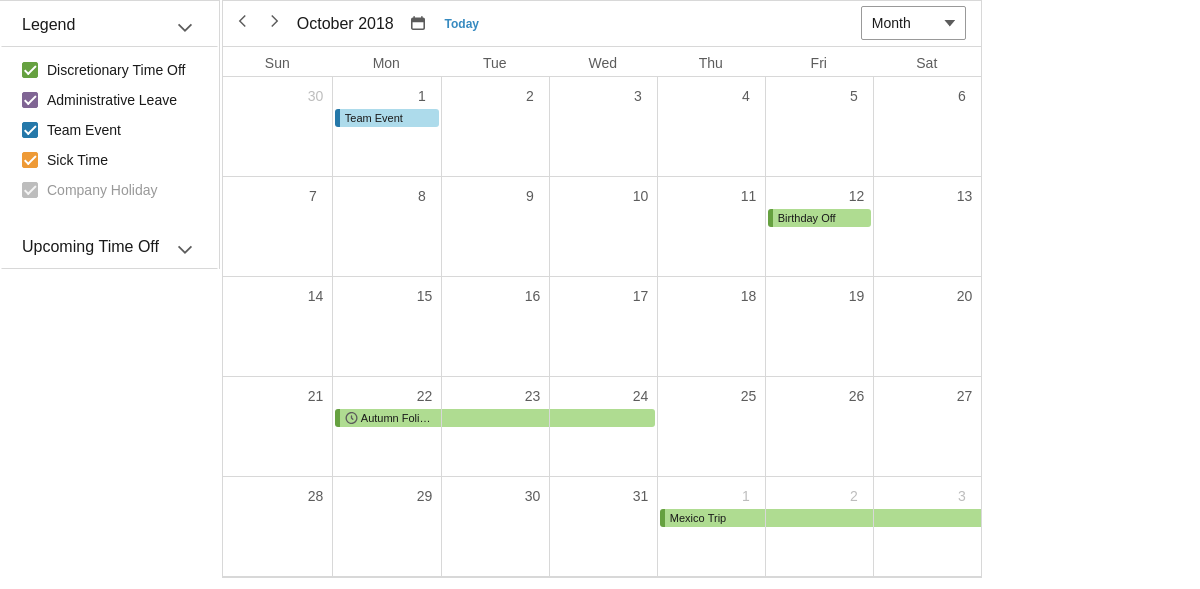 Legend
Discretionary Time Off
Administrative Leave
Team Event
Sick Time
Company Holiday
Upcoming Time Off
October 2018 Today Month
Sun Mon Tue Wed Thu Fri Sat
30 1 2 3 4 5 6
Team Event
7 8 9 10 11 12 13
Birthday Off
14 15 16 17 18 19 20
21 22 23 24 25 26 27
Autumn Foli...
28 29 30 31 1 2 3
Mexico Trip